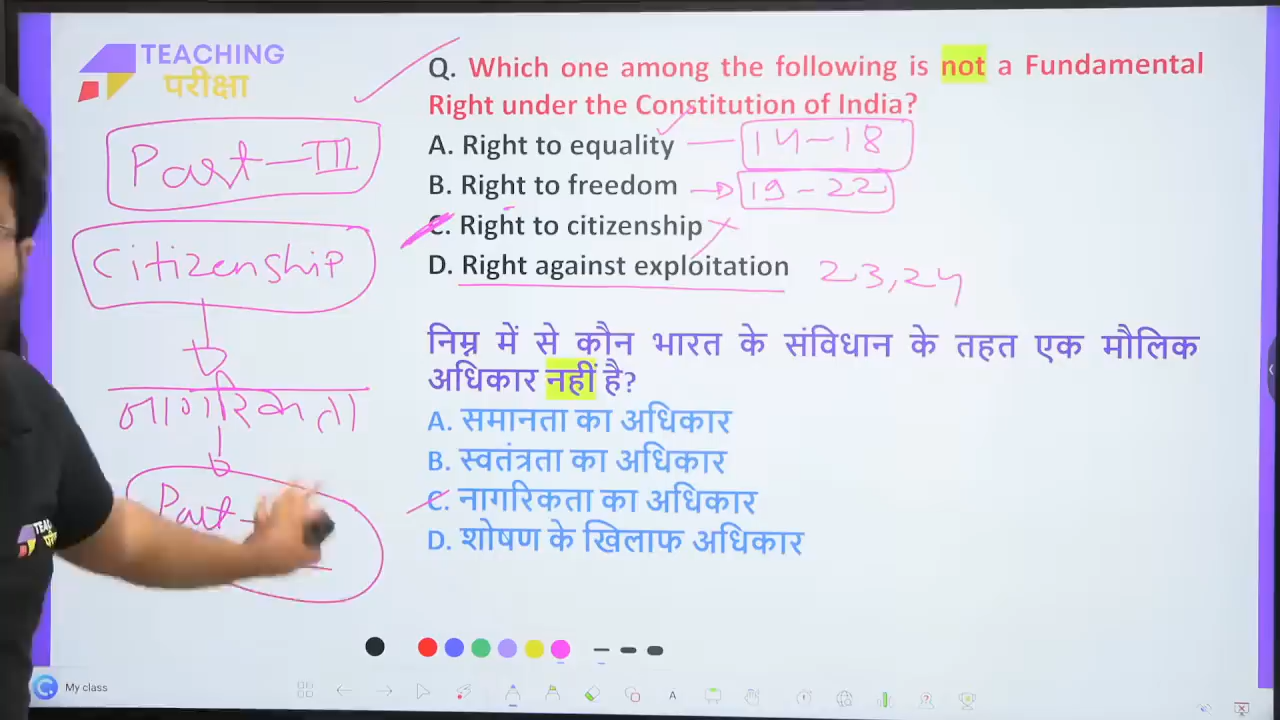 TEACHING
परीक्षा
Q. Which one among the following is not a Fundamental
Right under the Constitution of India?
A. Right to equality 14-18
B. Right to freedom 19-22
C. Right to citizenship
D. Right against exploitation 23,24
Part-III
Citizenship
नागरिकता
Part-
निम्न में से कौन भारत के संविधान के तहत एक मौलिक
अधिकार नहीं है?
A. समानता का अधिकार
B. स्वतंत्रता का अधिकार
C. नागरिकता का अधिकार
D. शोषण के खिलाफ अधिकार
TEA
परीक्ष
My class
A